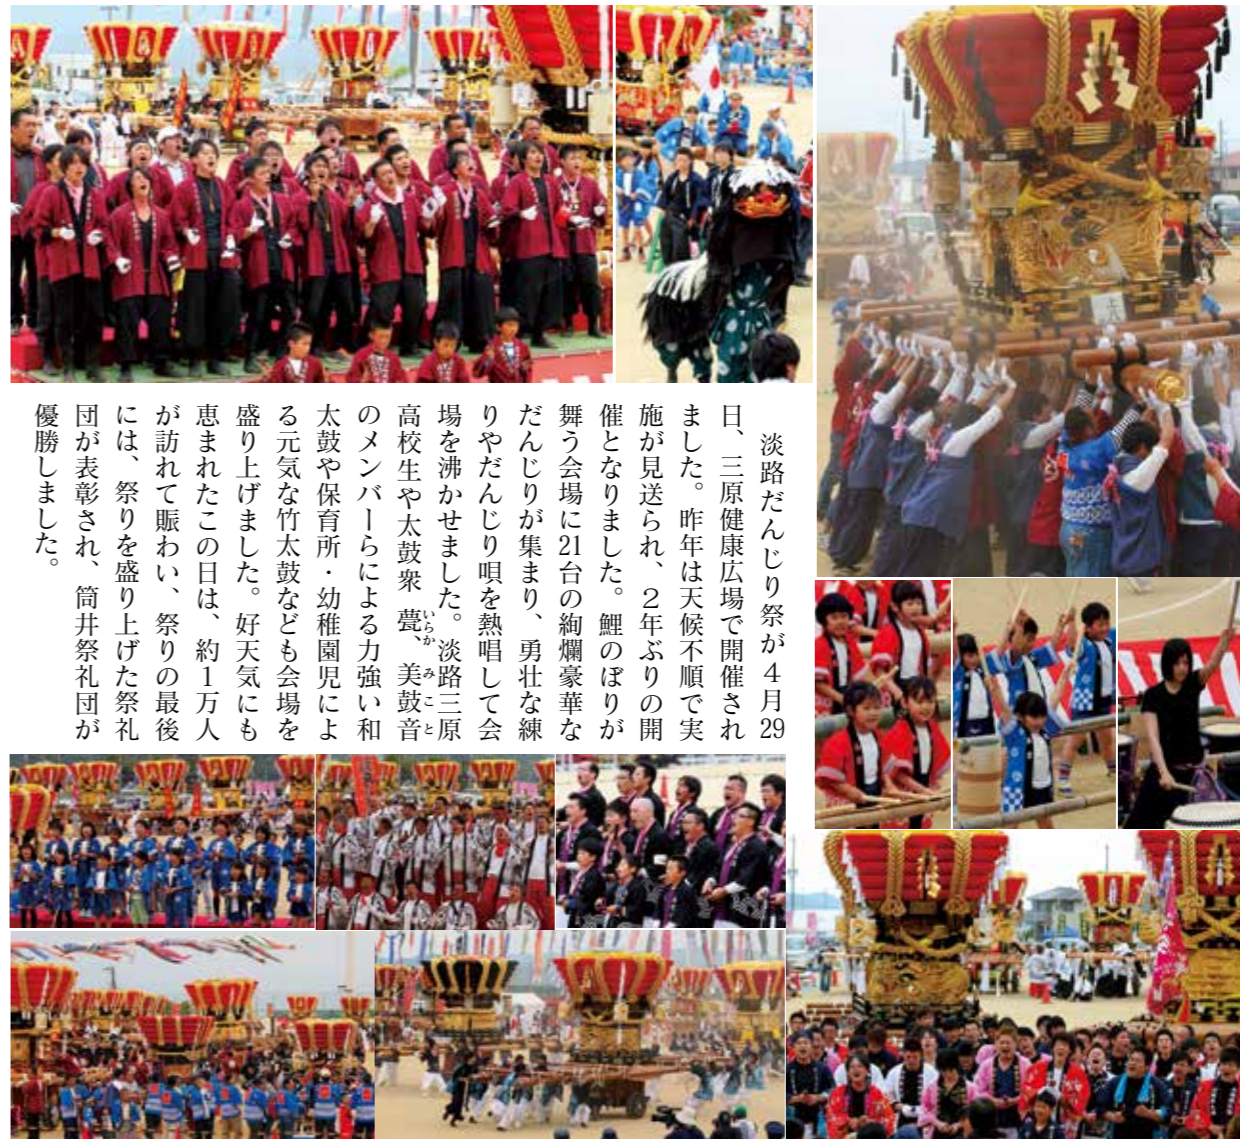 淡路だんじり祭が４月29
日、三原健康広場で開催され
ました。昨年は天候不順で実
施が見送られ、２年ぶりの開
催となりました。鯉のぼりが
舞う会場に21台の絢爛豪華な
だんじりが集まり、勇壮な練
りやだんじり唄を熱唱して会
場を沸かせました。淡路三原
高校生や太鼓衆 甍、美鼓音
いらか みこと
のメンバーらによる力強い和
太鼓や保育所・幼稚園児によ
る元気な竹太鼓なども会場を
盛り上げました。好天気にも
恵まれたこの日は、約１万人
が訪れて賑わい、祭りの最後
には、祭りを盛り上げた祭礼
団が表彰され、筒井祭礼団が
優勝しました。